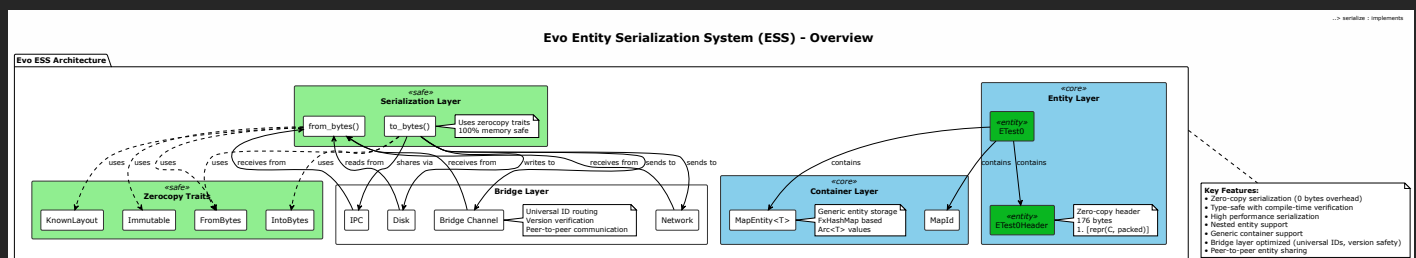 ..> serialize : implements
Evo Entity Serialization System (ESS) - Overview
Evo ESS Architecture
«safe»
Serialization Layer
from_bytes()
to_bytes()
Uses zerocopy traits
100% memory safe
«core»
Entity Layer
«entity»
ETest0
uses
uses
uses
receives from
uses
reads from
shares via
receives from
writes to
receives from
sends to
sends to
contains
contains
contains
«safe»
Zerocopy Traits
KnownLayout
Immutable
FromBytes
IntoBytes
Bridge Layer
IPC
Disk
Bridge Channel
Universal ID routing
Version verification
Peer-to-peer communication
Network
«core»
Container Layer
MapEntity<T>
Generic entity storage
FxHashMap based
Arc<T> values
MapId
«entity»
ETest0Header
Zero-copy header
176 bytes
1. [repr(C, packed)]
Key Features:
• Zero-copy serialization (0 bytes overhead)
• Type-safe with compile-time verification
• High performance serialization
• Nested entity support
• Generic container support
• Bridge layer optimized (universal IDs, version safety)
• Peer-to-peer entity sharing